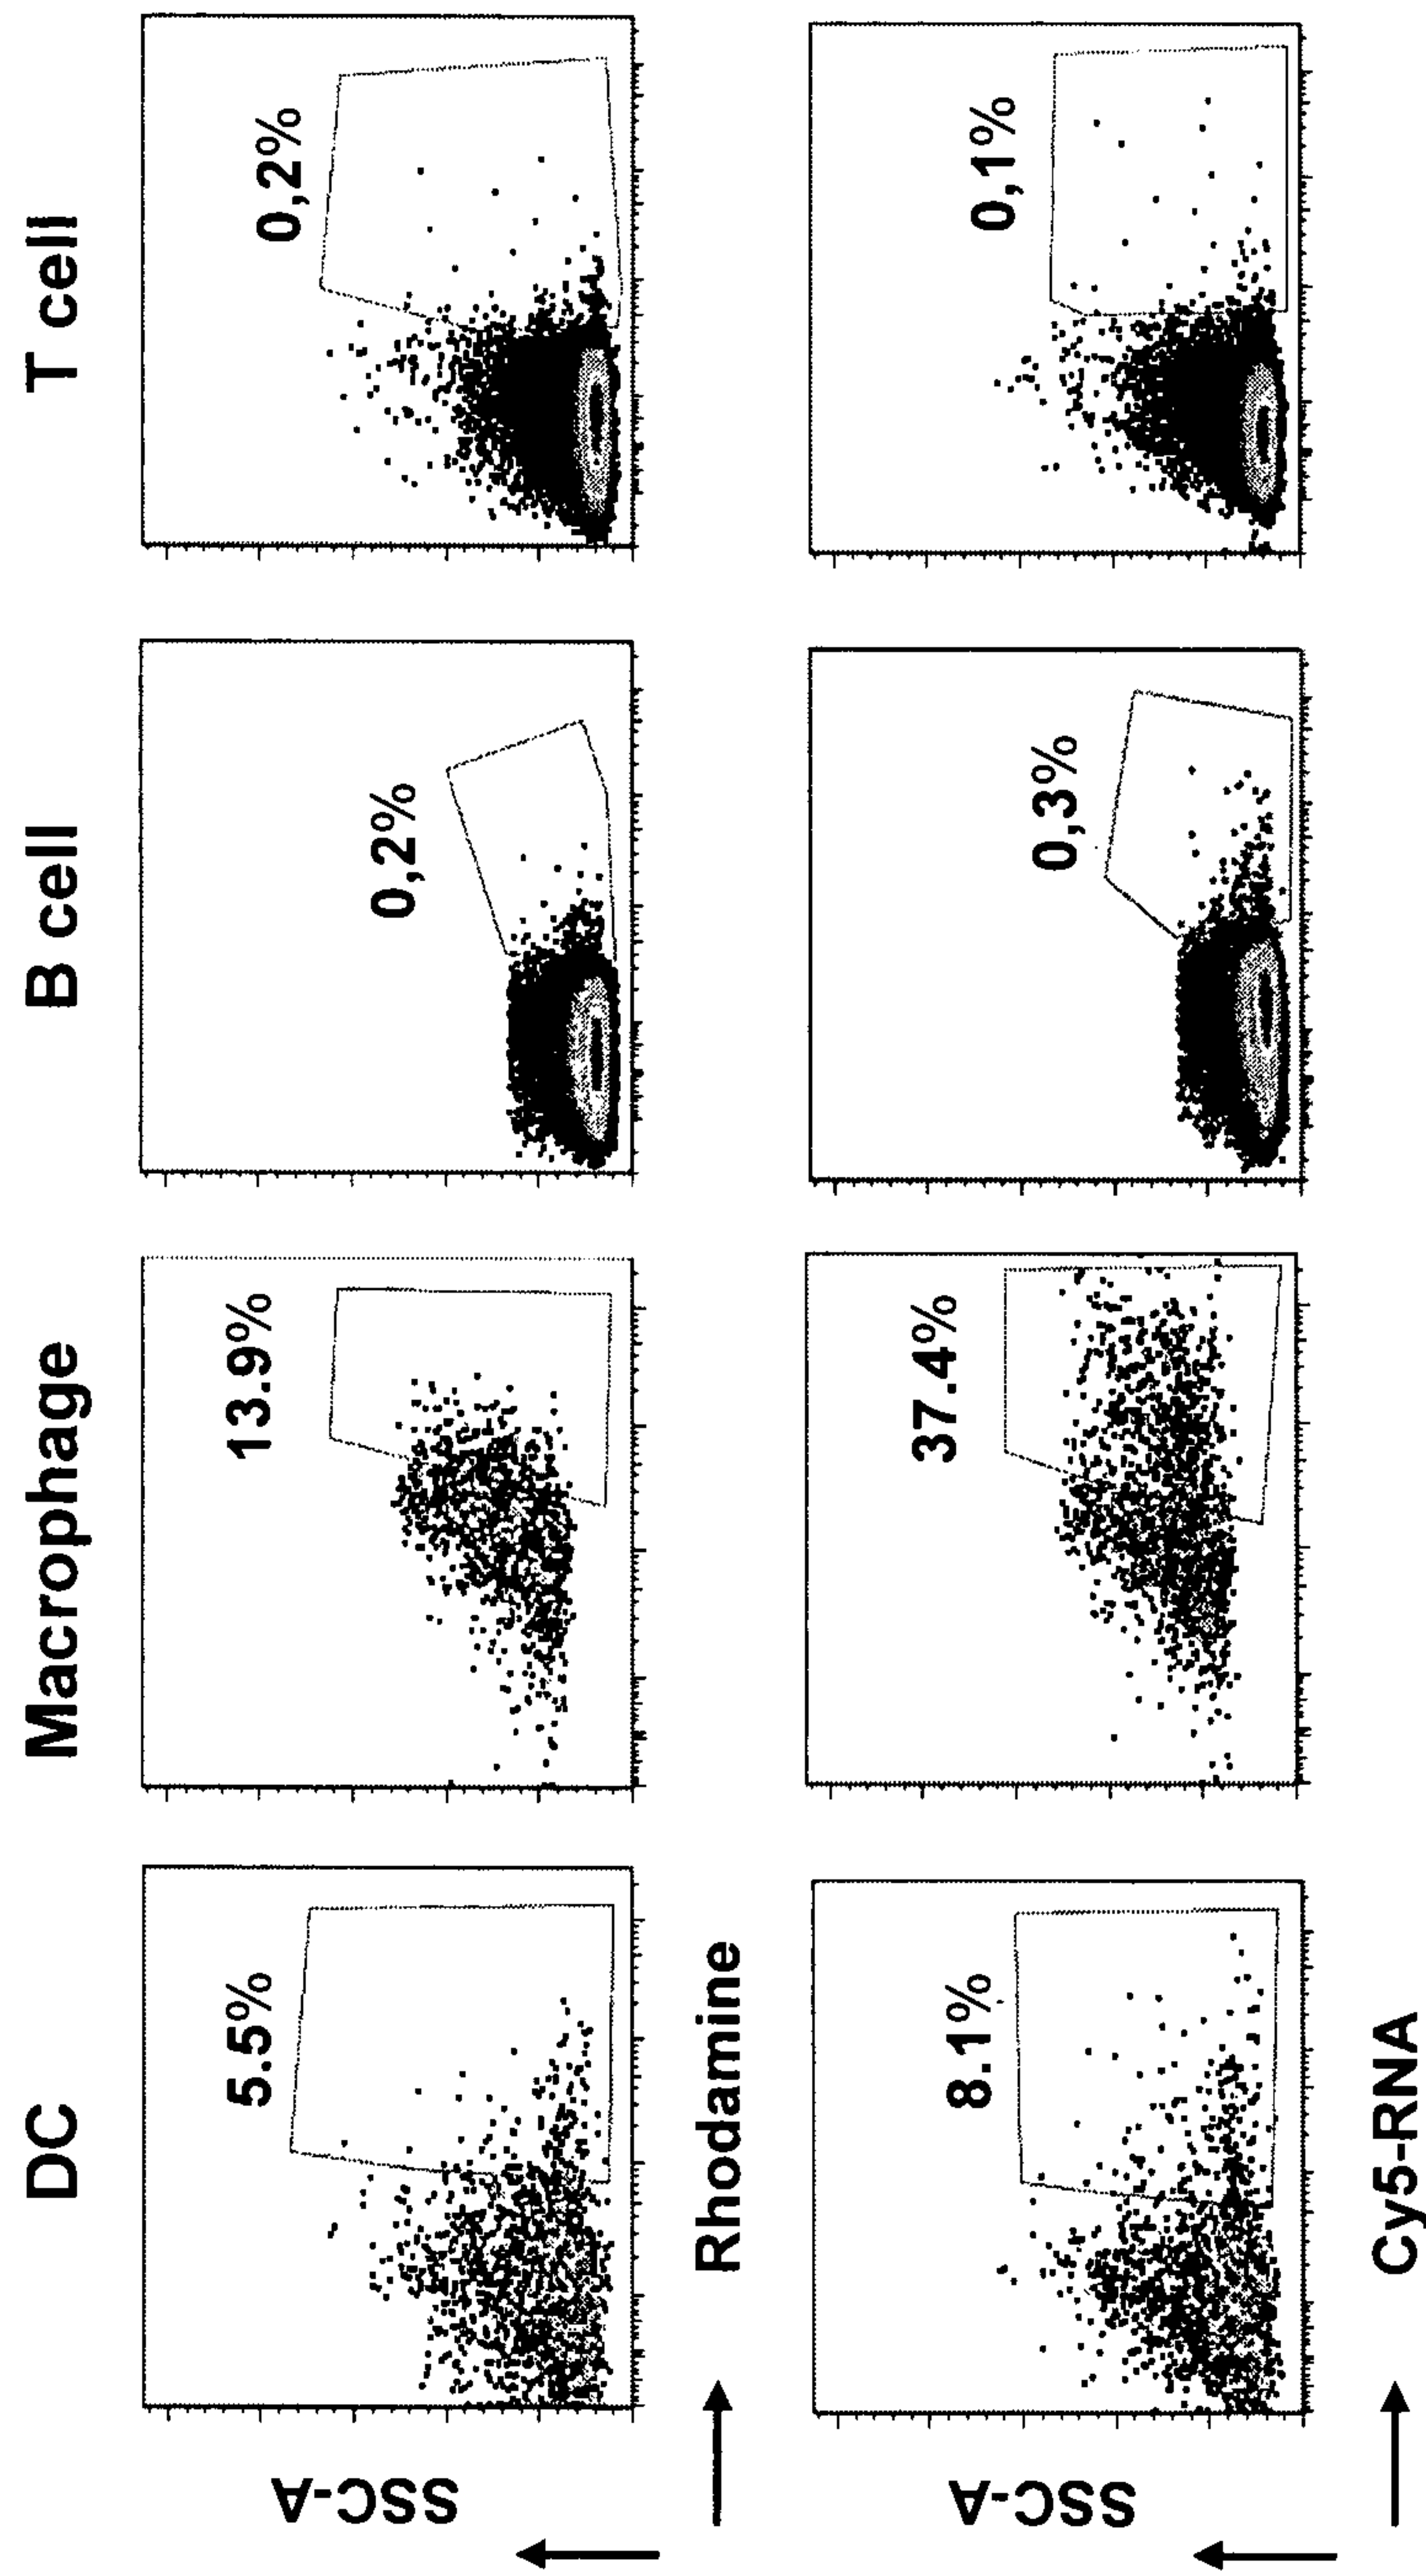 DC Macrophage B cell T cell
5.5% 13.9% 0,2% 0,2%
SSC-A
Rhodamine
8.1% 37.4% 0,3% 0,1%
SSC-A
Cy5-RNA